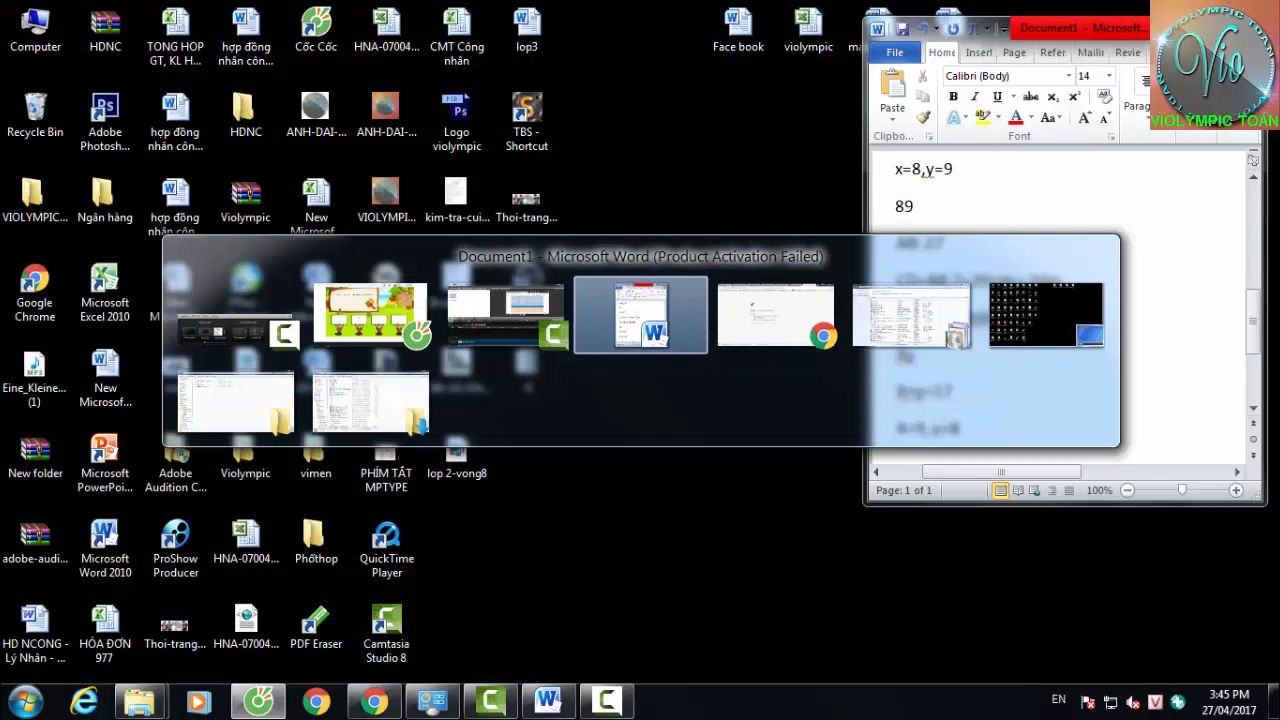 Computer
HDNC
TONG HOP GT, KL H...
hợp đồng nhân côn...
Cốc Cốc
HNA-07004...
CMT Công nhân
lop3
Face book
violympic
Recycle Bin
Adobe Photosh...
hợp đồng nhân côn...
HDNC
ANH-DAI-...
ANH-DAI-...
Logo violympic
TBS - Shortcut
VIOLYMPIC...
Ngân hàng
hợp đồng nhân côn...
Violympic
New Microsof...
VIOLYMPI...
kim-tra-cui...
Thoi-trang...
Document1 - Microsoft...
File
Home
Insert
Page
Refer
Mailin
Revie
Calibri (Body)
14
Paste
Clipbo...
Font
Parag
Vio
VIOLYMPIC TOÁN
x=8,y=9
89
Document1 - Microsoft Word (Product Activation Failed)
Google Chrome
Microsoft Excel 2010
Eine_Kleine... (1)
New Microso...
New folder
Microsoft PowerPoi...
Adobe Audition C...
Violympic
vimen
PHÍM TẮT MPTYPE
lop 2-vong8
Page: 1 of 1
100%
adobe-audi...
Microsoft Word 2010
ProShow Producer
HNA-07004...
Phốthop
QuickTime Player
HD NCONG - Lý Nhân - ...
HÓA ĐƠN 977
Thoi-trang...
HNA-07004...
PDF Eraser
Camtasia Studio 8
EN
3:45 PM
27/04/2017